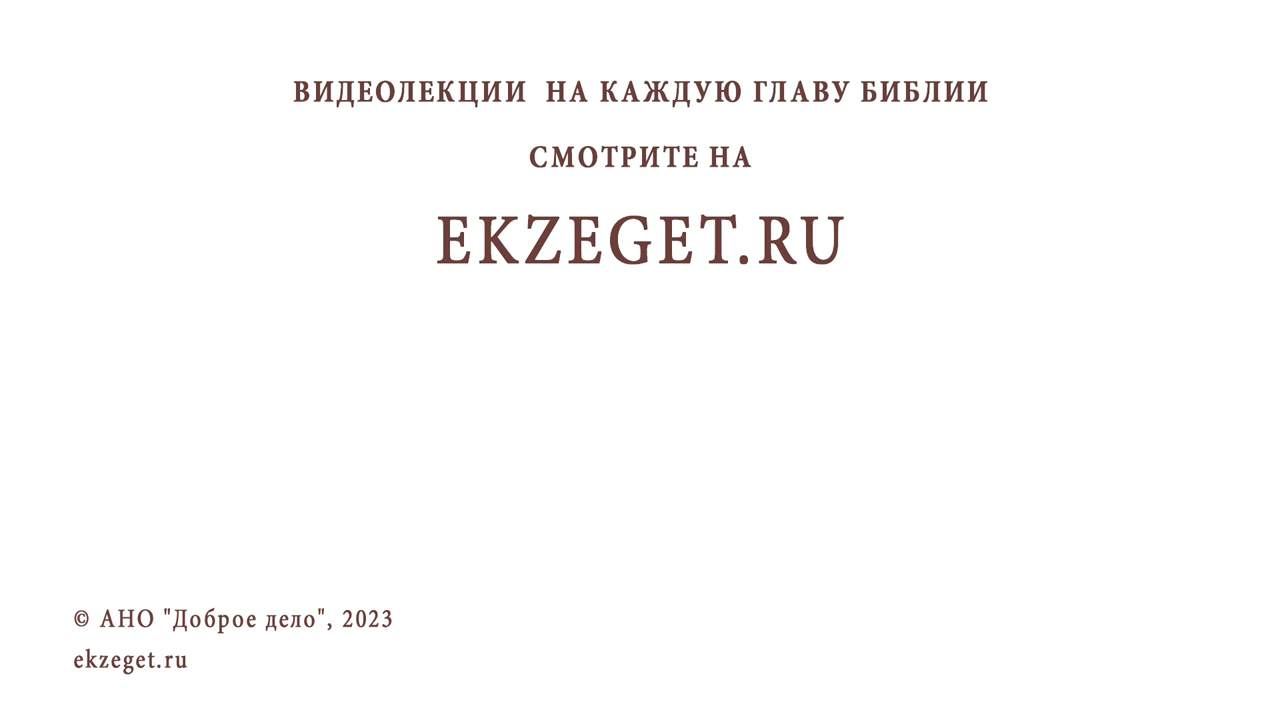 ВИДЕОЛЕКЦИИ НА КАЖДУЮ ГЛАВУ БИБЛИИ
СМОТРИТЕ НА
EKZEGET.RU
© АНО "Доброе дело", 2023
ekzeget.ru